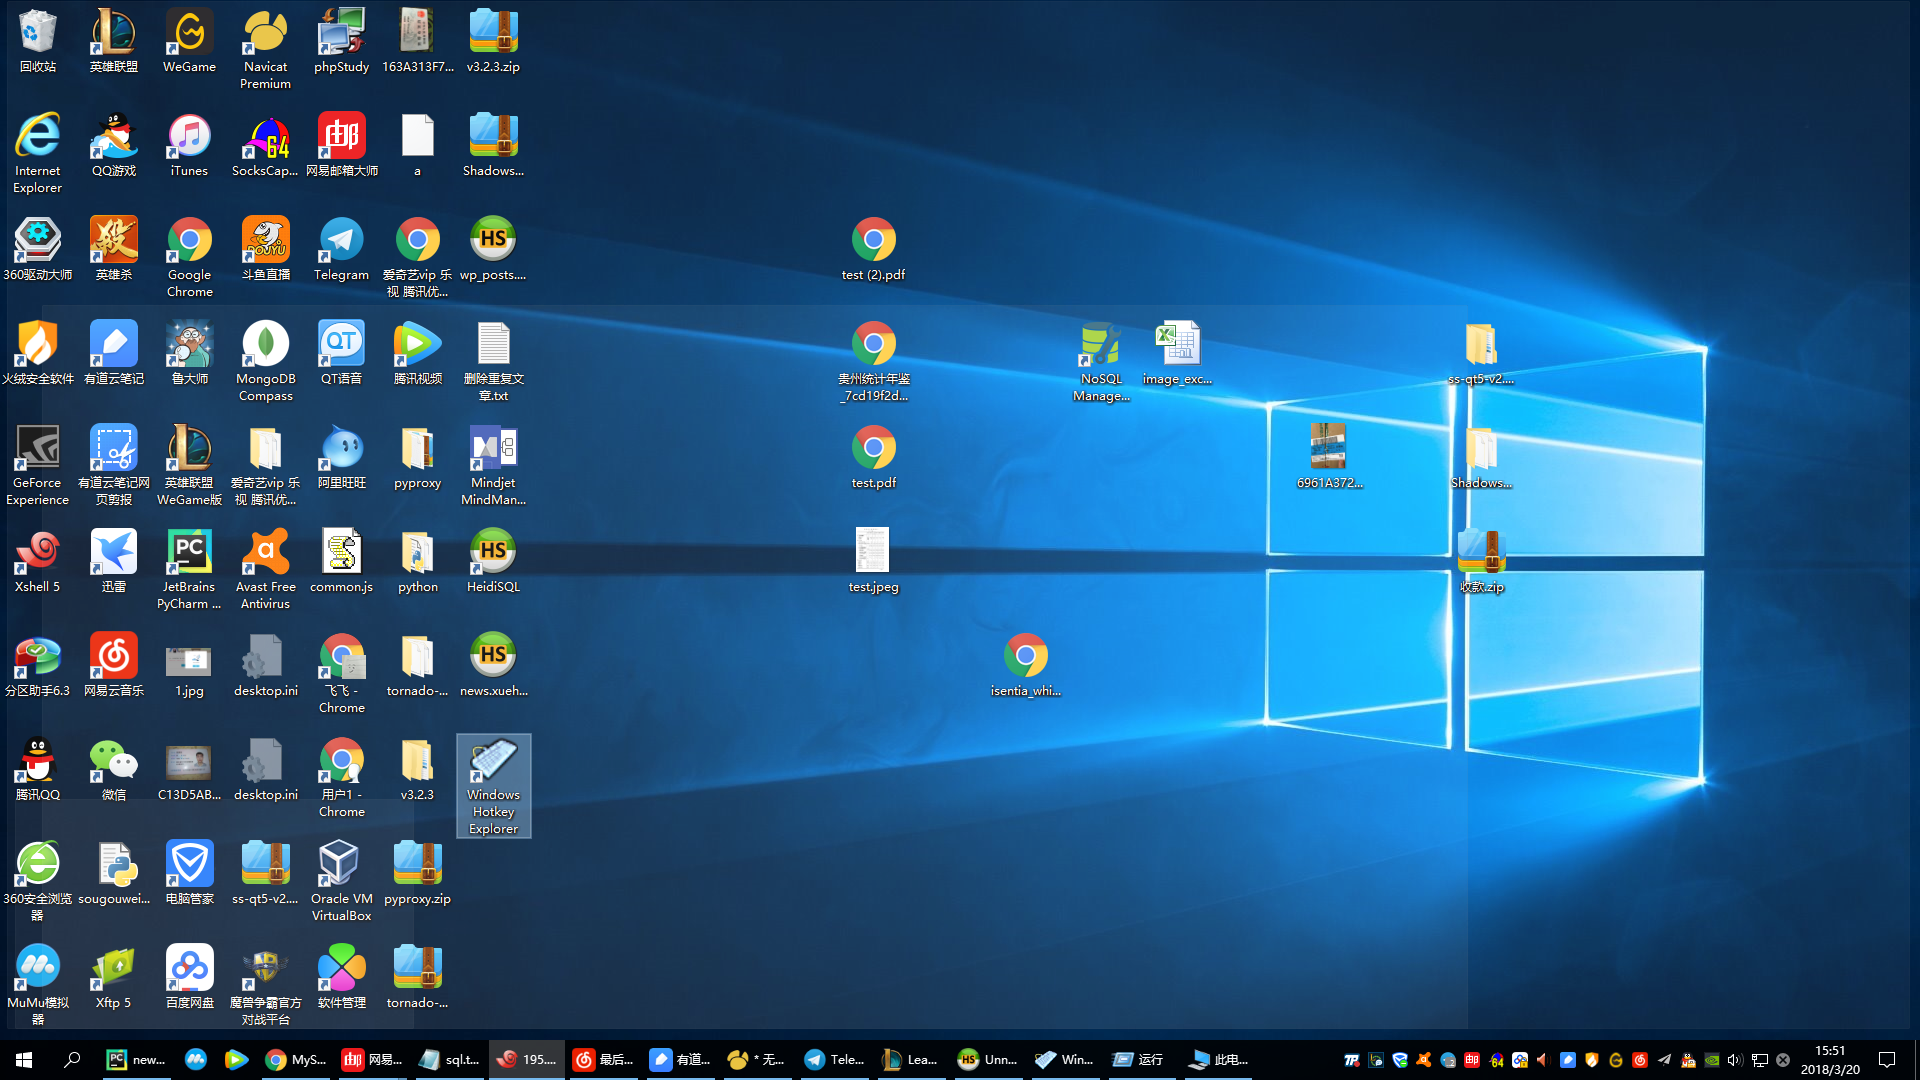 回收站
英雄联盟
WeGame
Navicat
Premium
phpStudy
163A313F7...
v3.2.3.zip
Internet
Explorer
QQ游戏
iTunes
64
SocksCap...
邮
网易邮箱大师
a
Shadows...
360驱动大师
殺
英雄杀
Google
Chrome
DOUYU
斗鱼直播
Telegram
爱奇艺vip 乐
视 腾讯优...
HS
wp_posts....
test (2).pdf
火绒安全软件
有道云笔记
鲁大师
MongoDB
Compass
QT
QT语音
腾讯视频
删除重复文
章.txt
贵州统计年鉴
_7cd19f2d...
NoSQL
Manage...
image_exc...
ss-qt5-v2....
GeForce
Experience
有道云笔记网
页剪报
英雄联盟
WeGame版
爱奇艺vip 乐
视 腾讯优...
阿里旺旺
pyproxy
Mindjet
MindMan...
test.pdf
6961A372...
Shadows...
Xshell 5
迅雷
PC
JetBrains
PyCharm ...
Avast Free
Antivirus
common.js
python
HS
HeidiSQL
test.jpeg
收款.zip
分区助手6.3
网易云音乐
1.jpg
desktop.ini
飞飞 -
Chrome
tornado-...
HS
news.xueh...
isentia_whi...
腾讯QQ
微信
C13D5AB...
desktop.ini
用户1 -
Chrome
v3.2.3
Windows
Hotkey
Explorer
360安全浏览
器
sougouwei...
电脑管家
ss-qt5-v2....
Oracle VM
VirtualBox
pyproxy.zip
MuMu模拟
器
Xftp 5
百度网盘
魔兽争霸官方
对战平台
软件管理
tornado-...
new...
MyS...
网易...
sql.t...
195....
最后...
有道...
* 无...
Tele...
Lea...
Unn...
Win...
运行
此电...
15:51
2018/3/20